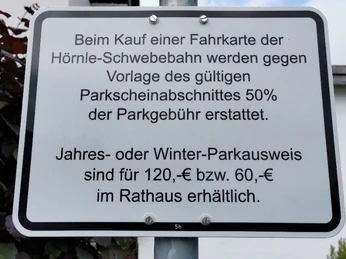 Beim Kauf einer Fahrkarte der
Hörnle-Schwebebahn werden gegen
Vorlage des gültigen
Parkscheinabschnittes 50%
der Parkgebühr erstattet.
Jahres- oder Winter-Parkausweis
sind für 120,-€ bzw. 60,-€
im Rathaus erhältlich.